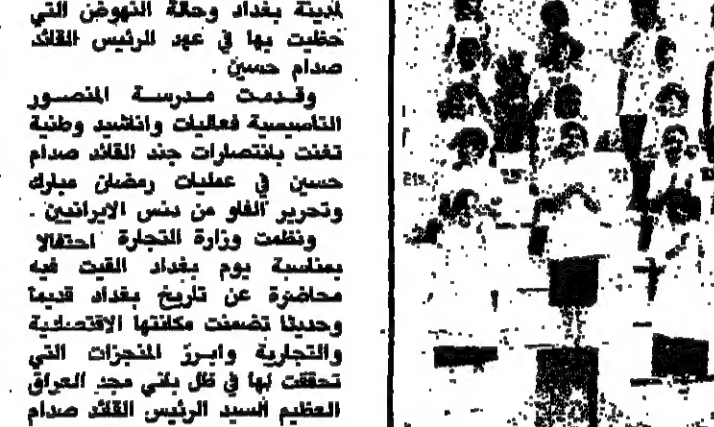 لمدينة بغداد وحالة النهوض التي
حظيت بها في عهد الرئيس القائد
صدام حسين .
وقدمت مدرسة المنصور
التاسيسية فعاليات واناشيد وطنية
تغنت بانتصارات جند القائد صدام
حسين في عمليات رمضان مبارك
وتحرير الفاو من دنس الايرانيين .
ونظمت وزارة التجارة احتفالا
بمناسبة يوم بغداد القيت فيه
محاضرة عن تاريخ بغداد قديما
وحديثا تضمنت مكانتها الاقتصادية
والتجارية وابرز المنجزات التي
تحققت لها في ظل باني مجد العراق
العظيم السيد الرئيس القائد صدام